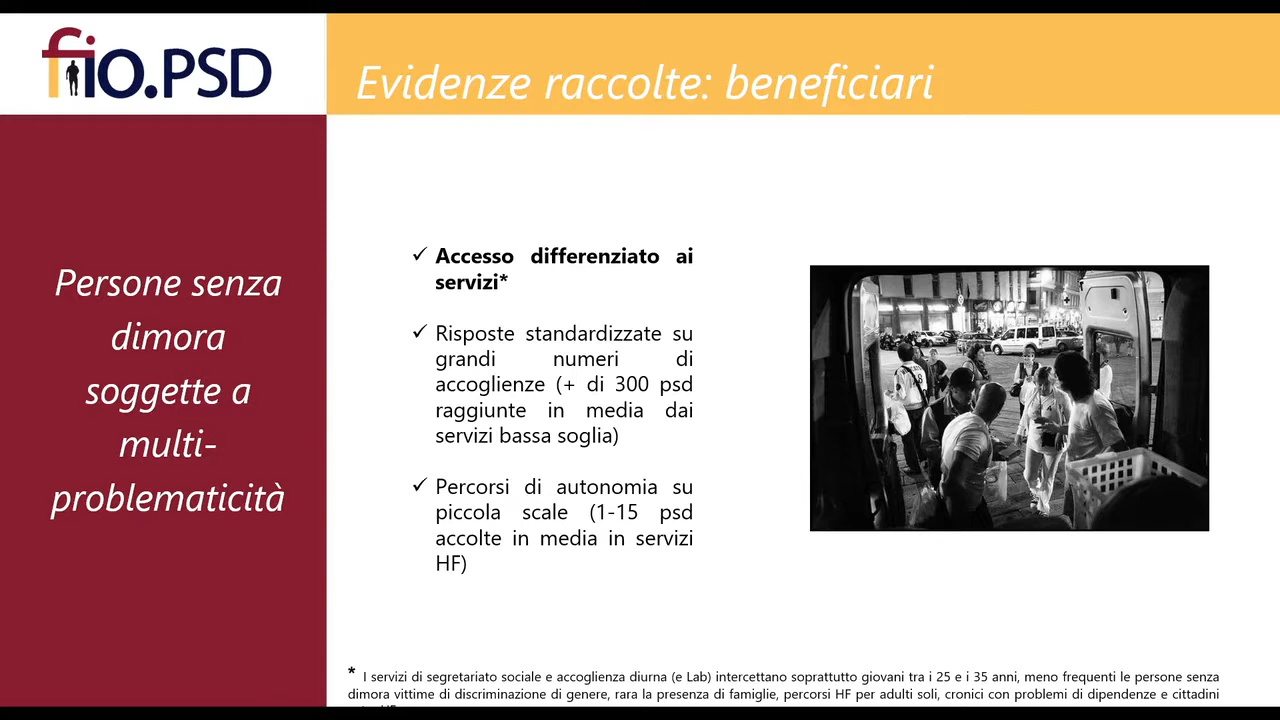 fio.PSD
Evidenze raccolte: beneficiari
Persone senza
dimora
soggette a
multi-
problematicità
✓ Accesso differenziato ai
servizi*
✓ Risposte standardizzate su
grandi numeri di
accoglienze (+ di 300 psd
raggiunte in media dai
servizi bassa soglia)
✓ Percorsi di autonomia su
piccola scale (1-15 psd
accolte in media in servizi
HF)
* I servizi di segretariato sociale e accoglienza diurna (e Lab) intercettano soprattutto giovani tra i 25 e i 35 anni, meno frequenti le persone senza
dimora vittime di discriminazione di genere, rara la presenza di famiglie, percorsi HF per adulti soli, cronici con problemi di dipendenze e cittadini